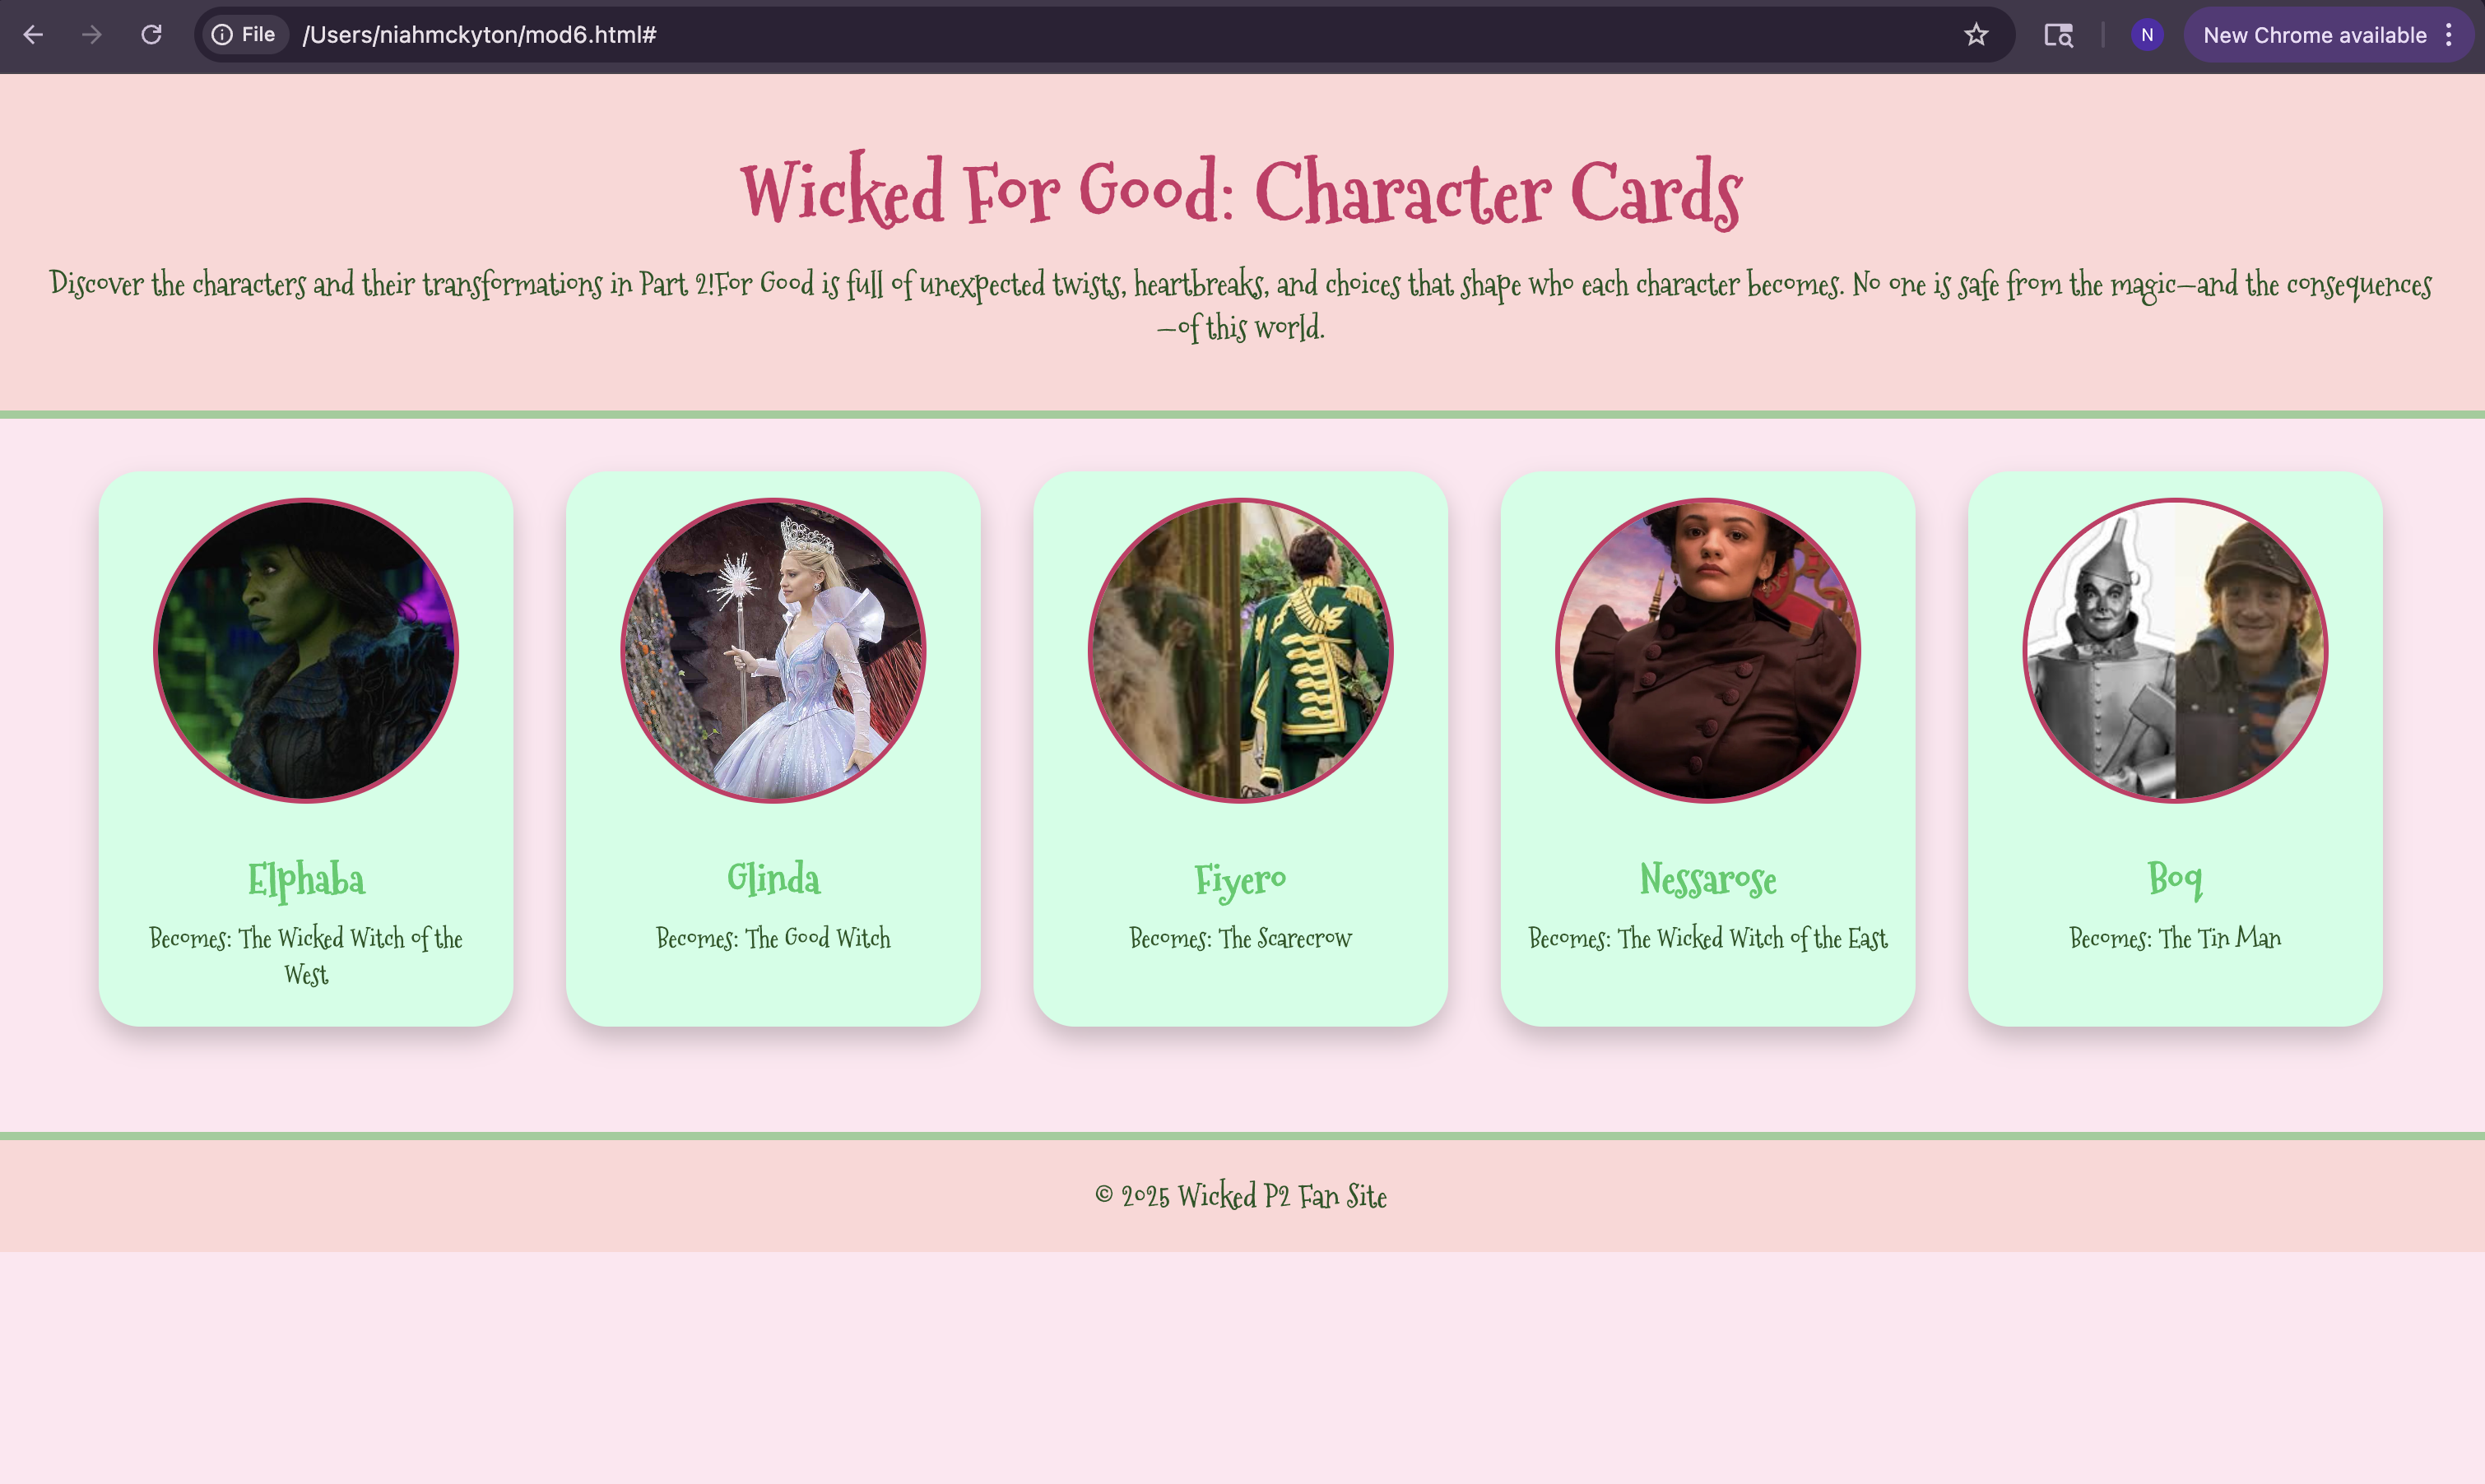 File /Users/niahmckyton/mod6.html#
N
New Chrome available
Wicked For Good: Character Cards
Discover the characters and their transformations in Part 2!For Good is full of unexpected twists, heartbreaks, and choices that shape who each character becomes. No one is safe from the magic—and the consequences
—of this world.
Elphaba
Becomes: The Wicked Witch of the
West
Glinda
Becomes: The Good Witch
Fiyero
Becomes: The Scarecrow
Nessarose
Becomes: The Wicked Witch of the East
Boq
Becomes: The Tin Man
© 2025 Wicked P2 Fan Site